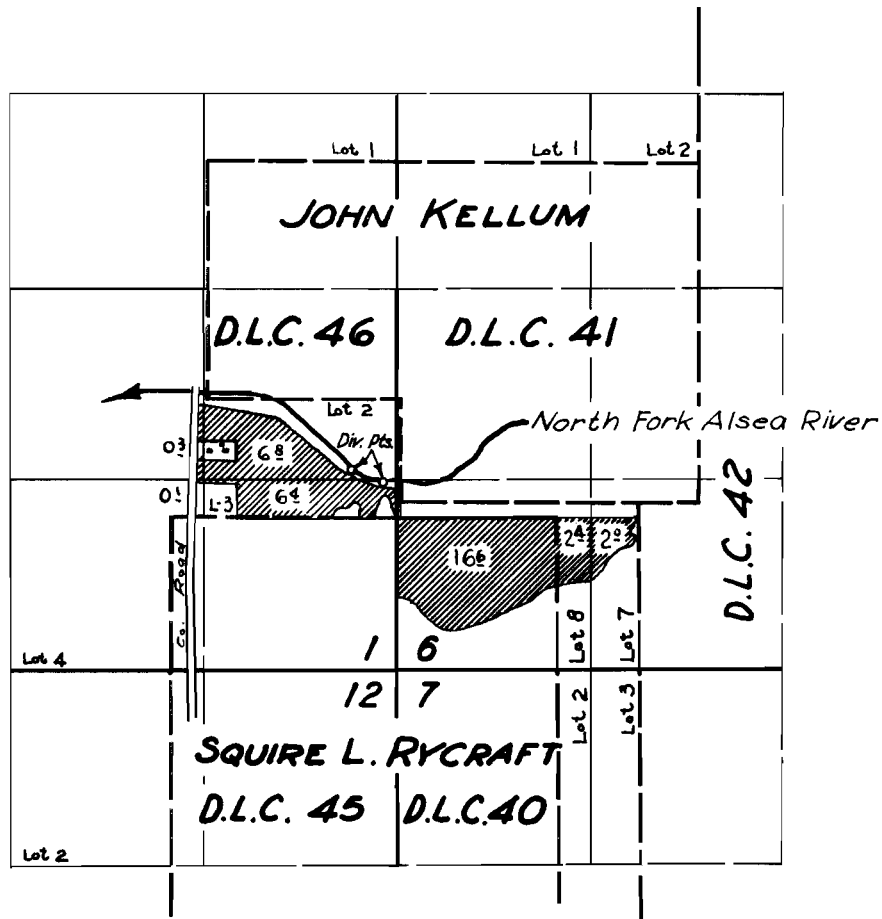 Lot 1 Lot 1 Lot 2
JOHN KELLUM
D.L.C. 46 D.L.C. 41
Lot 2
North Fork Alsea River
Div. Pts.
0.3 6.8
0.1 L-3 6.4
D.L.C. 42
16.6 2.4 2.0
Co. Road
Lot 8 Lot 7
Lot 4 1 6
12 7
Lot 2 Lot 3
SQUIRE L. RYCRAFT
D.L.C. 45 D.L.C. 40
Lot 2